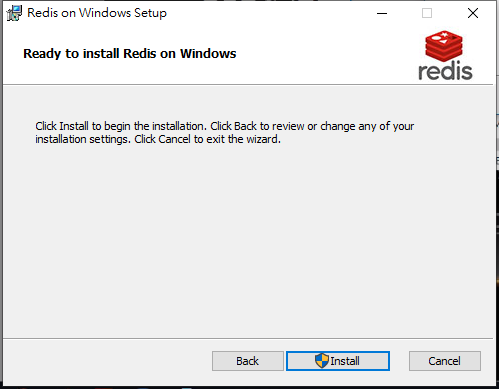 Redis on Windows Setup
Ready to install Redis on Windows
redis
Click Install to begin the installation. Click Back to review or change any of your
installation settings. Click Cancel to exit the wizard.
Back
Install
Cancel